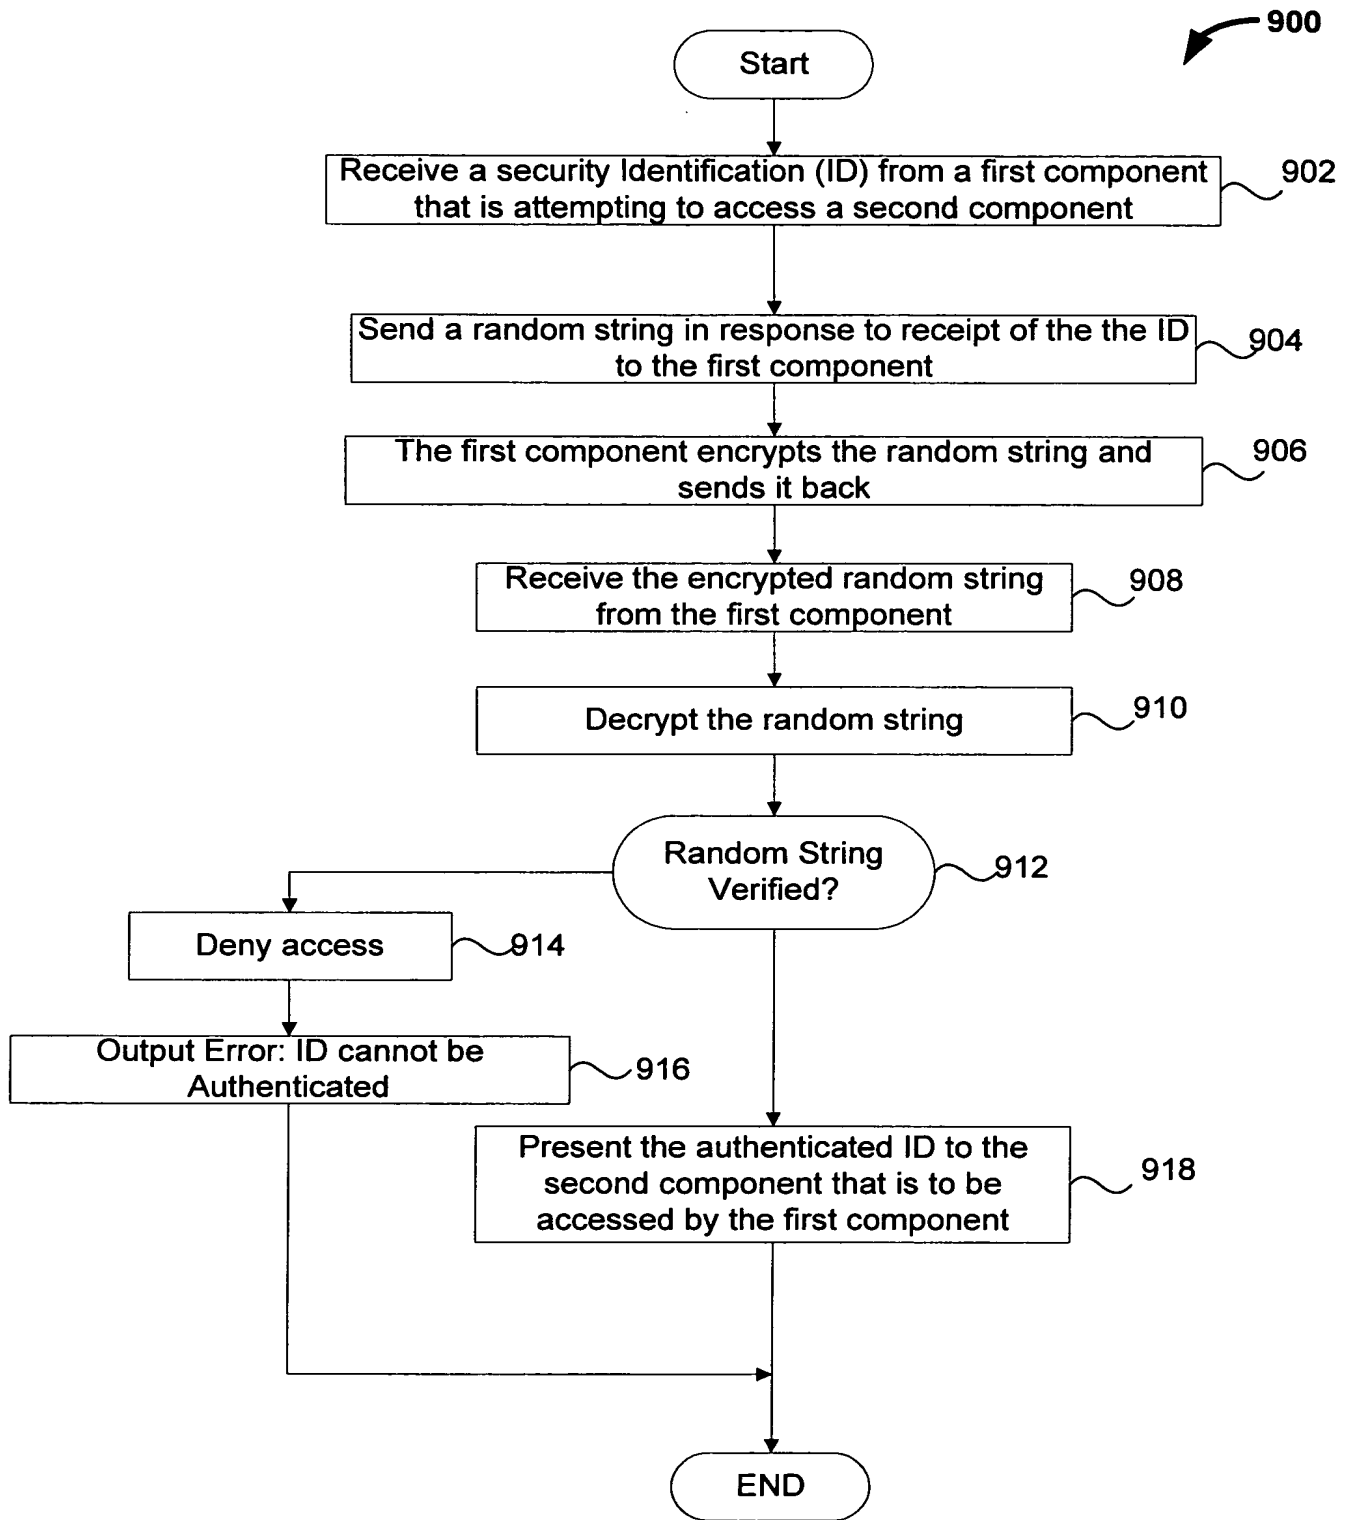 900
Start
Receive a security Identification (ID) from a first component
that is attempting to access a second component
902
Send a random string in response to receipt of the the ID
to the first component
904
The first component encrypts the random string and
sends it back
906
Receive the encrypted random string
from the first component
908
Decrypt the random string
910
Random String
Verified?
912
Deny access
914
Output Error: ID cannot be
Authenticated
916
Present the authenticated ID to the
second component that is to be
accessed by the first component
918
END